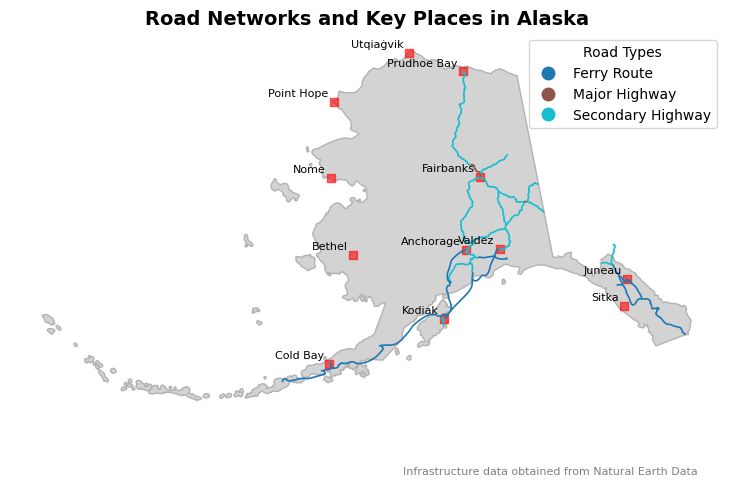 Road Networks and Key Places in Alaska
Utqiaġvik
Prudhoe Bay
Road Types
Ferry Route
Major Highway
Secondary Highway
Point Hope
Nome
Fairbanks
Bethel
Anchorage
Valdez
Juneau
Sitka
Kodiak
Cold Bay
Infrastructure data obtained from Natural Earth Data